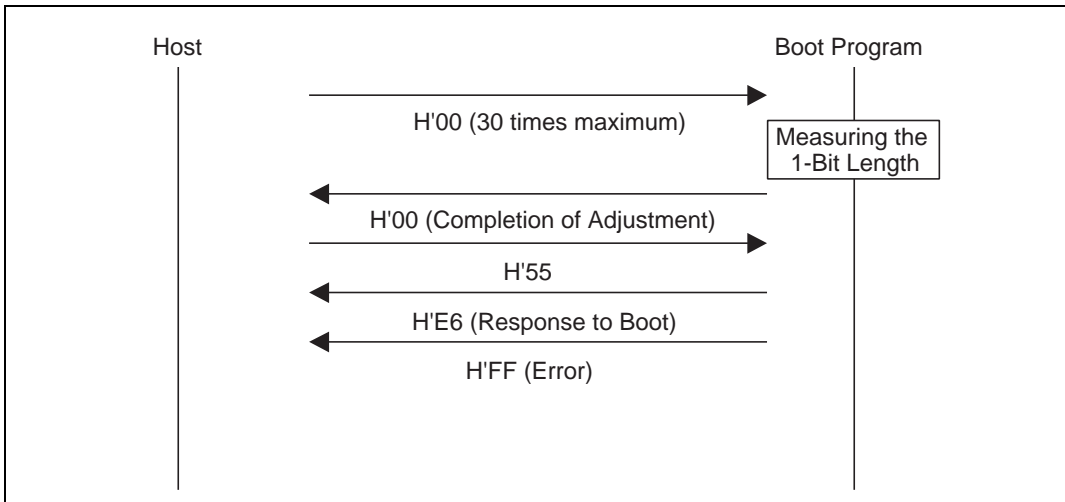 Host
Boot Program
H'00 (30 times maximum)
Measuring the
1-Bit Length
H'00 (Completion of Adjustment)
H'55
H'E6 (Response to Boot)
H'FF (Error)